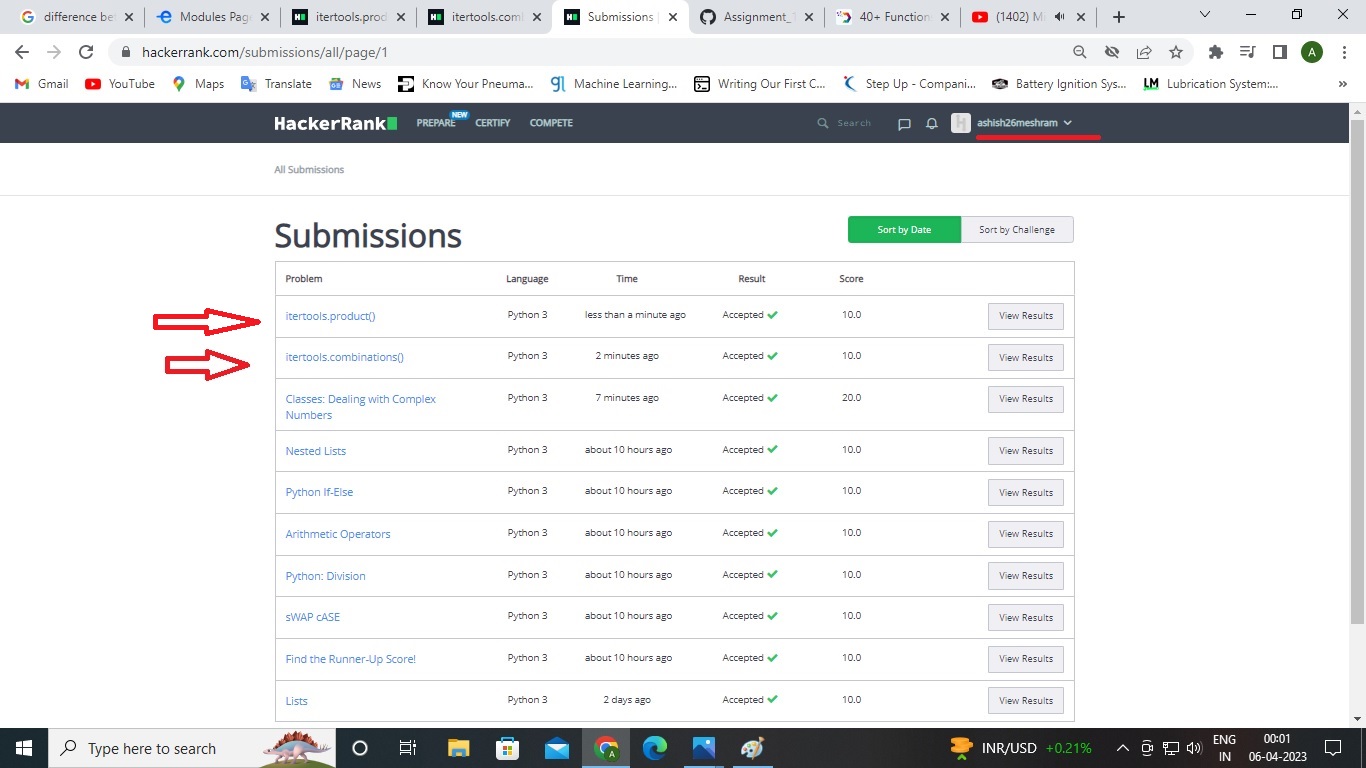 difference be
Modules Pag
itertools.prod
itertools.com
Submissions |
Assignment_1
40+ Function
(1402) M
hackerrank.com/submissions/all/page/1
A
Gmail
YouTube
Maps
Translate
News
Know Your Pneuma...
Machine Learning...
Writing Our First C...
Step Up - Compani...
Battery Ignition Sys...
LM
Lubrication System:...
HackerRank
PREPARE
NEW
CERTIFY
COMPETE
Search
ashish26meshram
All Submissions
Submissions
Sort by Date
Sort by Challenge
Problem Language Time Result Score
itertools.product() Python 3 less than a minute ago Accepted 10.0 View Results
itertools.combinations() Python 3 2 minutes ago Accepted 10.0 View Results
Classes: Dealing with Complex Python 3 7 minutes ago Accepted 20.0 View Results
Numbers
Nested Lists Python 3 about 10 hours ago Accepted 10.0 View Results
Python If-Else Python 3 about 10 hours ago Accepted 10.0 View Results
Arithmetic Operators Python 3 about 10 hours ago Accepted 10.0 View Results
Python: Division Python 3 about 10 hours ago Accepted 10.0 View Results
sWAP cASE Python 3 about 10 hours ago Accepted 10.0 View Results
Find the Runner-Up Score! Python 3 about 10 hours ago Accepted 10.0 View Results
Lists Python 3 2 days ago Accepted 10.0 View Results
Type here to search
INR/USD +0.21%
ENG
IN
00:01
06-04-2023